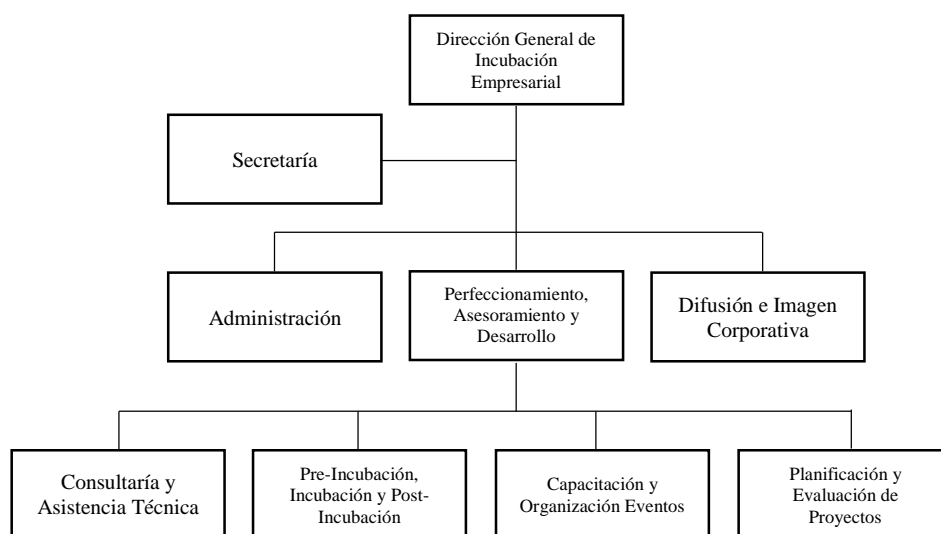 Dirección General de
Incubación
Empresarial
Secretaría
Administración
Perfeccionamiento,
Asesoramiento y
Desarrollo
Difusión e Imagen
Corporativa
Consultaría y
Asistencia Técnica
Pre-Incubación,
Incubación y Post-
Incubación
Capacitación y
Organización Eventos
Planificación y
Evaluación de
Proyectos